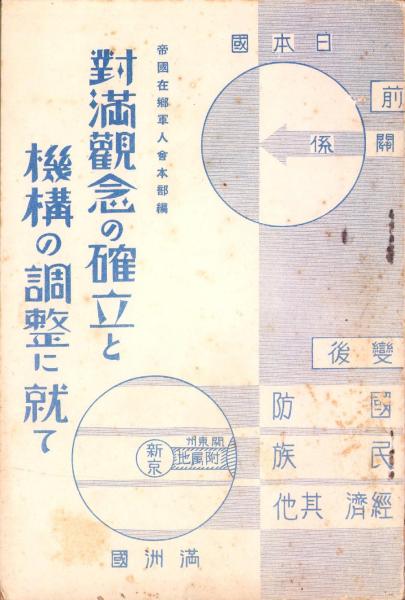 日本國
前
關係
帝國在鄉軍人會本部編
對滿觀念の確立と
機構の調整に就て
變後
國防
民族
經濟其他
關東州
附属地
新京
滿洲國